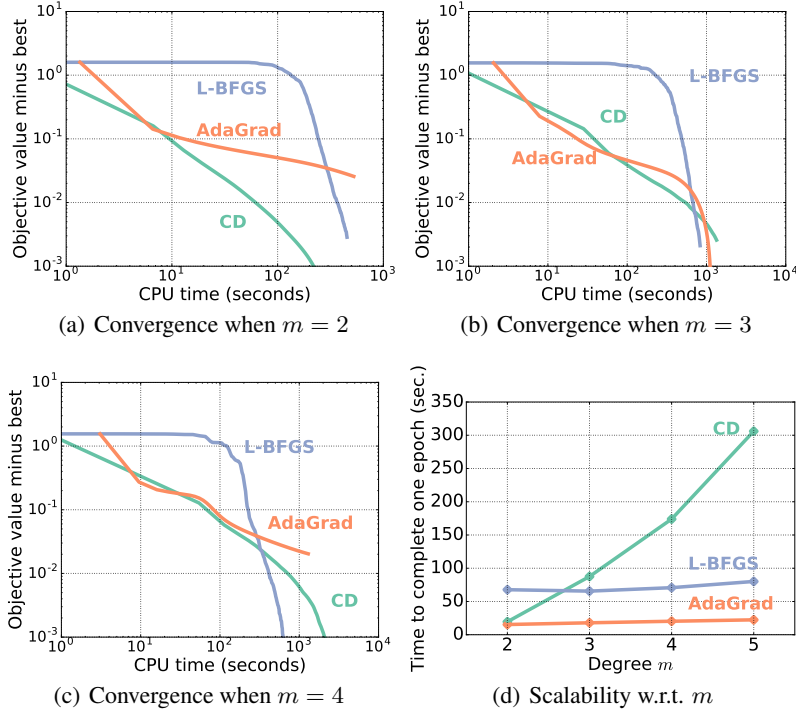 Objective value minus best
10^1
10^0
10^-1
10^-2
10^-3
L-BFGS
AdaGrad
CD
10^0 10^1 10^2 10^3
CPU time (seconds)
(a) Convergence when m = 2
Objective value minus best
10^1
10^0
10^-1
10^-2
10^-3
L-BFGS
CD
AdaGrad
10^0 10^1 10^2 10^3 10^4
CPU time (seconds)
(b) Convergence when m = 3
Objective value minus best
10^1
10^0
10^-1
10^-2
10^-3
L-BFGS
AdaGrad
CD
10^0 10^1 10^2 10^3 10^4
CPU time (seconds)
(c) Convergence when m = 4
Time to complete one epoch (sec.)
350
300
250
200
150
100
50
0
CD
L-BFGS
AdaGrad
2 3 4 5
Degree m
(d) Scalability w.r.t. m